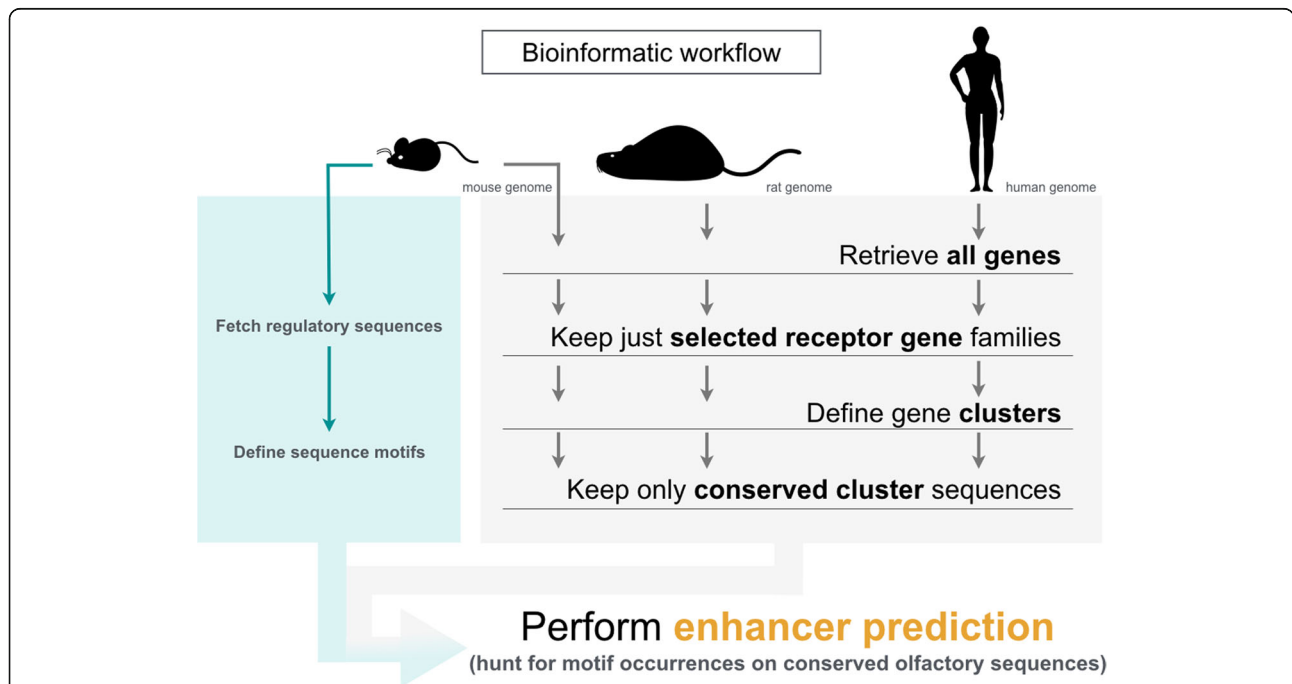 Bioinformatic workflow
mouse genome
rat genome
human genome
Retrieve all genes
Fetch regulatory sequences
Keep just selected receptor gene families
Define gene clusters
Define sequence motifs
Keep only conserved cluster sequences
Perform enhancer prediction
(hunt for motif occurrences on conserved olfactory sequences)